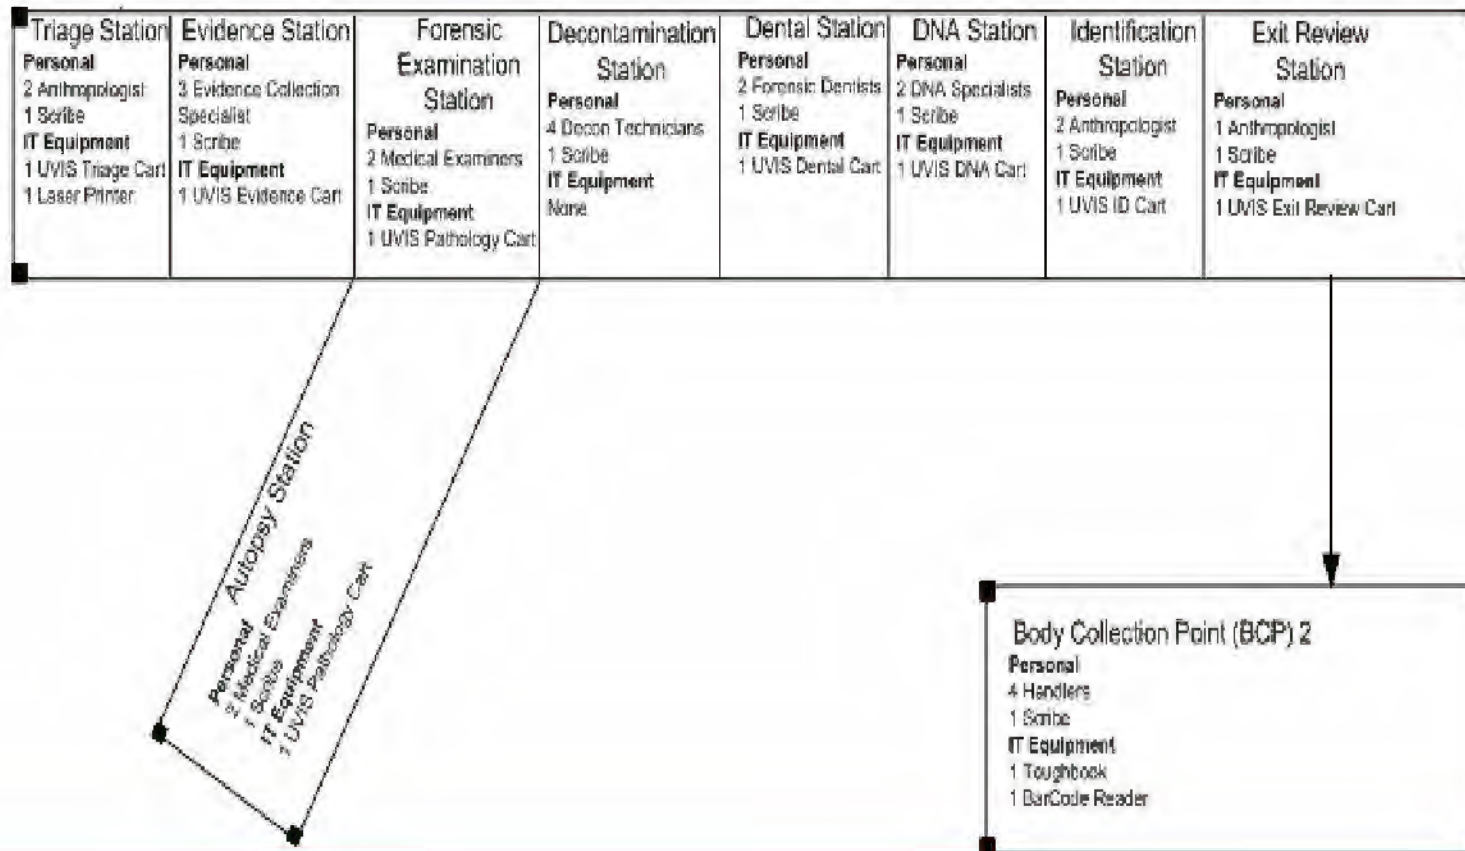 Triage Station
Personal
2 Anthropologist
1 Scribe
IT Equipment
1 UVIS Triage Cart
1 Laser Printer
Evidence Station
Personal
3 Evidence Collection
Specialist
1 Scribe
IT Equipment
1 UVIS Evidence Cart
Forensic
Examination
Station
Personal
2 Medical Examiners
1 Scribe
IT Equipment
1 UVIS Pathology Cart
Decontamination
Station
Personal
4 Decon Technicians
1 Scribe
IT Equipment
None
Dental Station
Personal
2 Forensic Dentists
1 Scribe
IT Equipment
1 UVIS Dental Cart
DNA Station
Personal
2 DNA Specialists
1 Scribe
IT Equipment
1 UVIS DNA Cart
Identification
Station
Personal
2 Anthropologist
1 Scribe
IT Equipment
1 UVIS ID Cart
Exit Review
Station
Personal
1 Anthropologist
1 Scribe
IT Equipment
1 UVIS Exit Review Cart
Autopsy Station
Personal
2 Medical Examiners
1 Scribe
IT Equipment
1 UVIS Pathology Cart
Body Collection Point (BCP) 2
Personal
4 Handlers
1 Scribe
IT Equipment
1 Toughbook
1 BarCode Reader